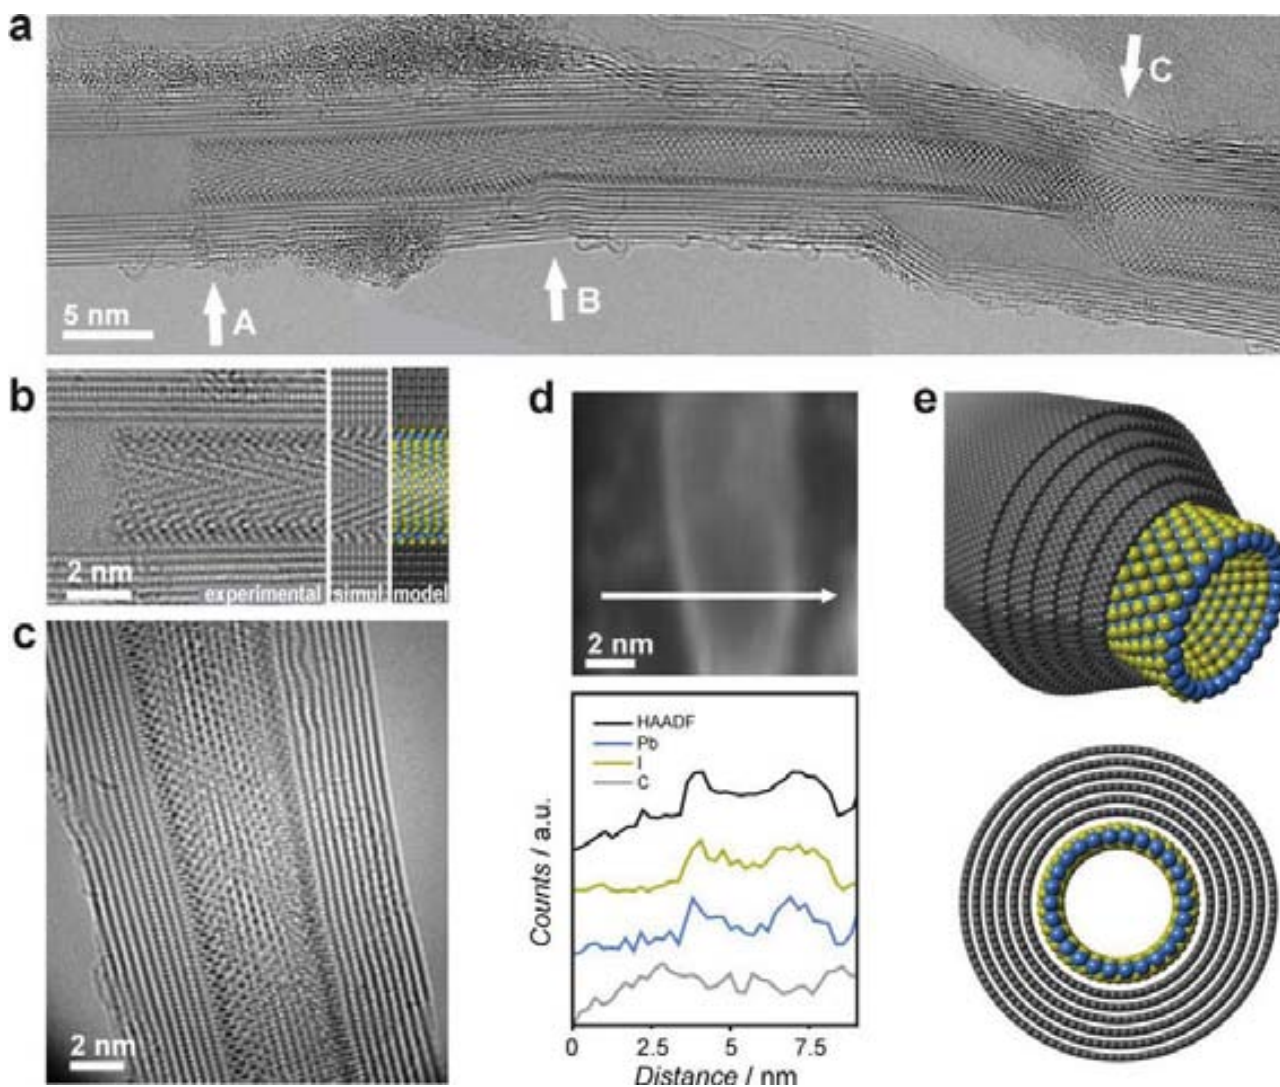 a
C
A
B
5 nm
b
2 nm
experimental
simul.
model
c
2 nm
d
2 nm
HAADF
Pb
I
C
Counts / a.u.
0
2.5
5
7.5
Distance / nm
e